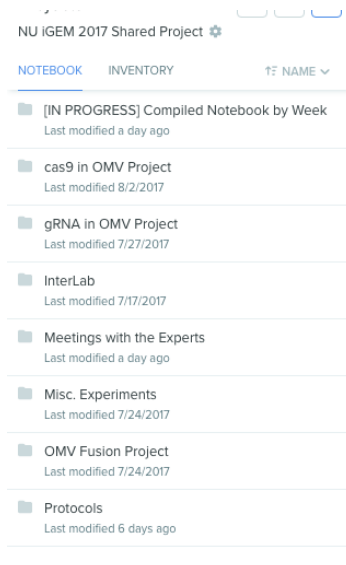 NU iGEM 2017 Shared Project
NOTEBOOK INVENTORY NAME
[IN PROGRESS] Compiled Notebook by Week
Last modified a day ago
cas9 in OMV Project
Last modified 8/2/2017
gRNA in OMV Project
Last modified 7/27/2017
InterLab
Last modified 7/17/2017
Meetings with the Experts
Last modified a day ago
Misc. Experiments
Last modified 7/24/2017
OMV Fusion Project
Last modified 7/24/2017
Protocols
Last modified 6 days ago